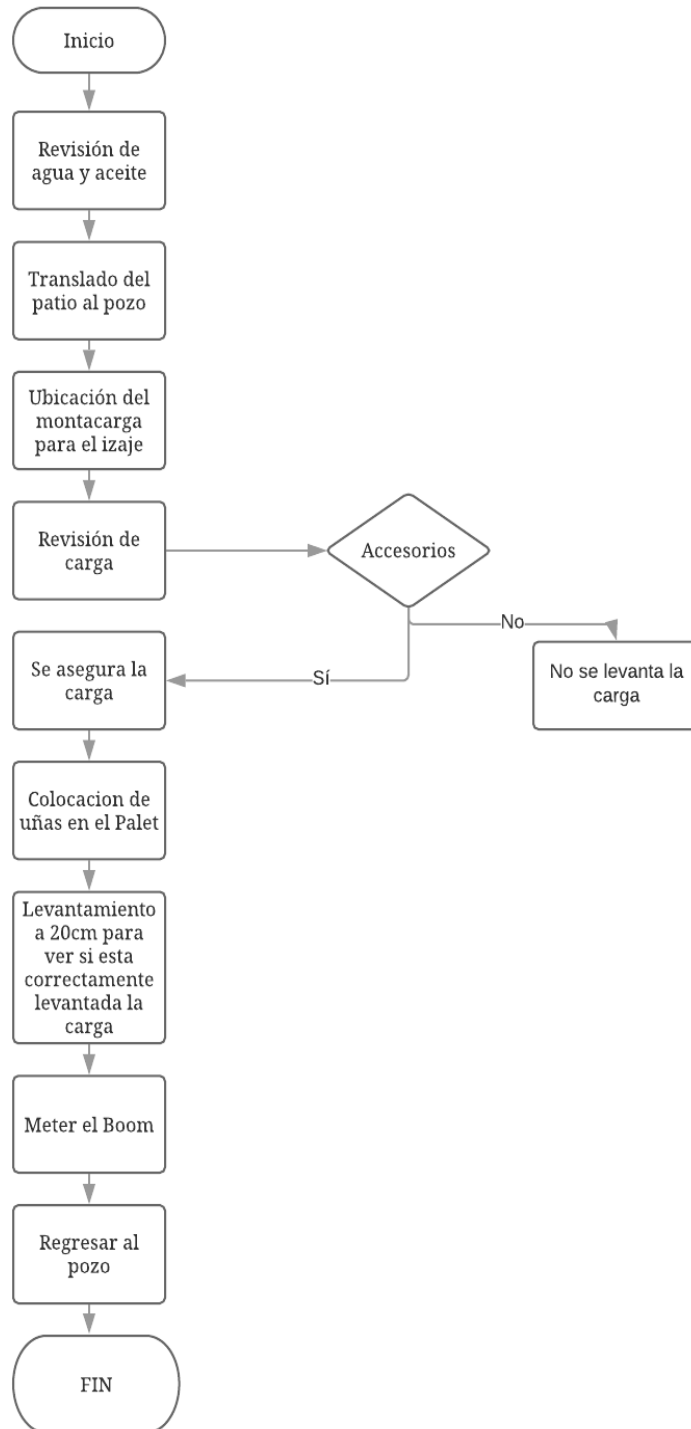 Inicio
Revisión de
agua y aceite
Translado del
patio al pozo
Ubicación del
montacarga
para el izaje
Revisión de
carga
Accesorios
No
No se levanta la
carga
Sí
Se asegura la
carga
Colocacion de
uñas en el Palet
Levantamiento
a 20cm para
ver si esta
correctamente
levantada la
carga
Meter el Boom
Regresar al
pozo
FIN